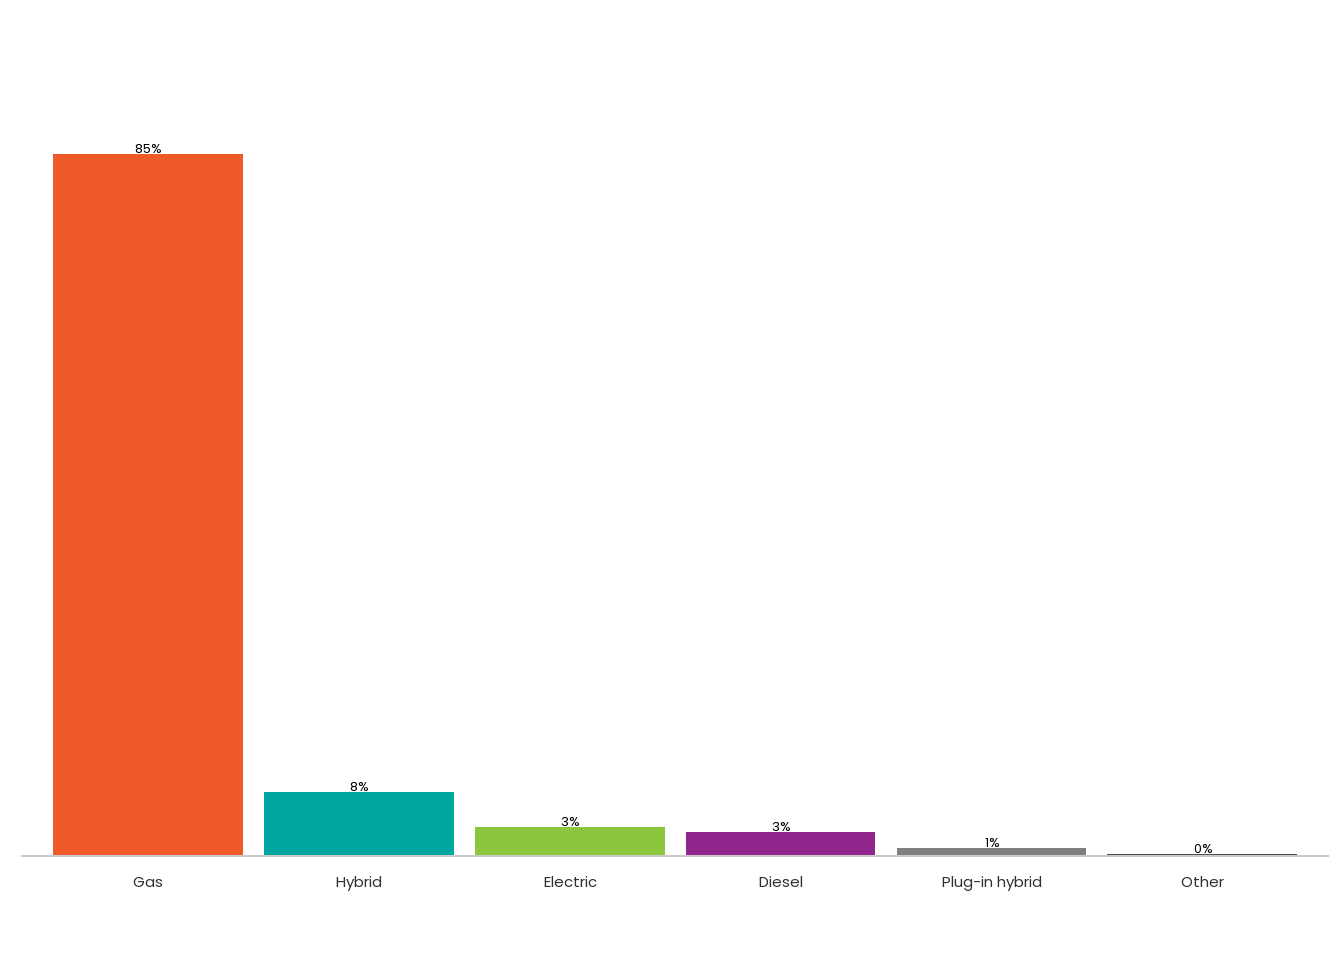 85%
8%
3%
3%
1%
0%
Gas
Hybrid
Electric
Diesel
Plug-in hybrid
Other